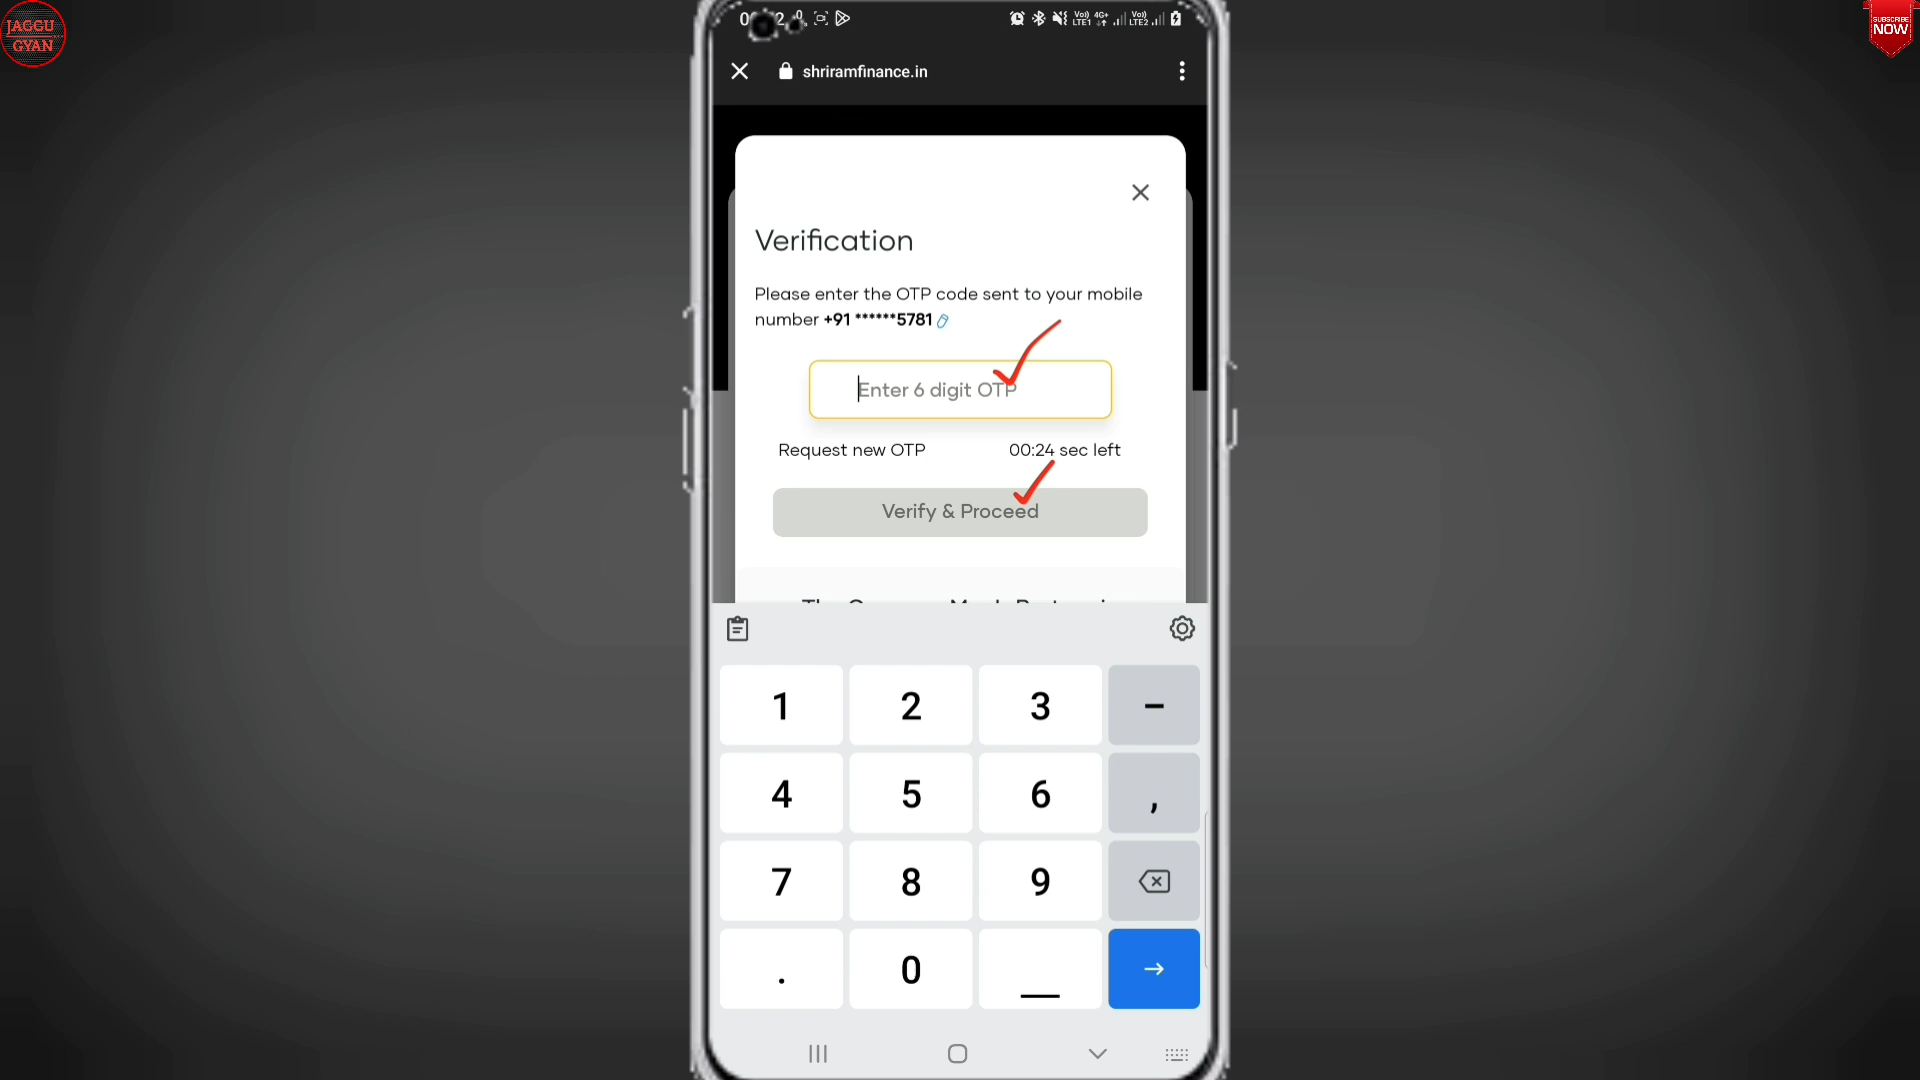 JAGGU
GYAN
SUBSCRIBE
NOW
shriramfinance.in
Verification
Please enter the OTP code sent to your mobile
number +91 ******5781
Enter 6 digit OTP
Request new OTP 00:24 sec left
Verify & Proceed
1 2 3 –
4 5 6 ,
7 8 9
. 0